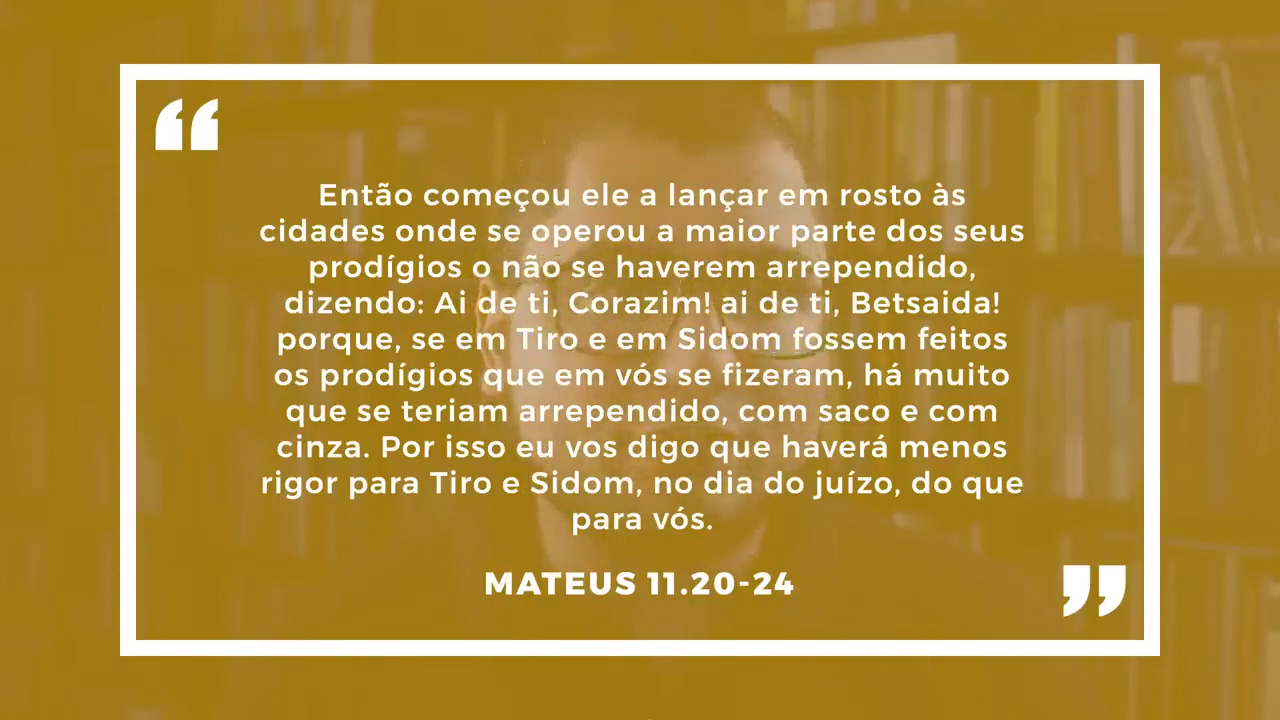 “
Então começou ele a lançar em rosto às
cidades onde se operou a maior parte dos seus
prodígios o não se haverem arrependido,
dizendo: Ai de ti, Corazim! ai de ti, Betsaida!
porque, se em Tiro e em Sidom fossem feitos
os prodígios que em vós se fizeram, há muito
que se teriam arrependido, com saco e com
cinza. Por isso eu vos digo que haverá menos
rigor para Tiro e Sidom, no dia do juízo, do que
para vós.
MATEUS 11.20-24
”